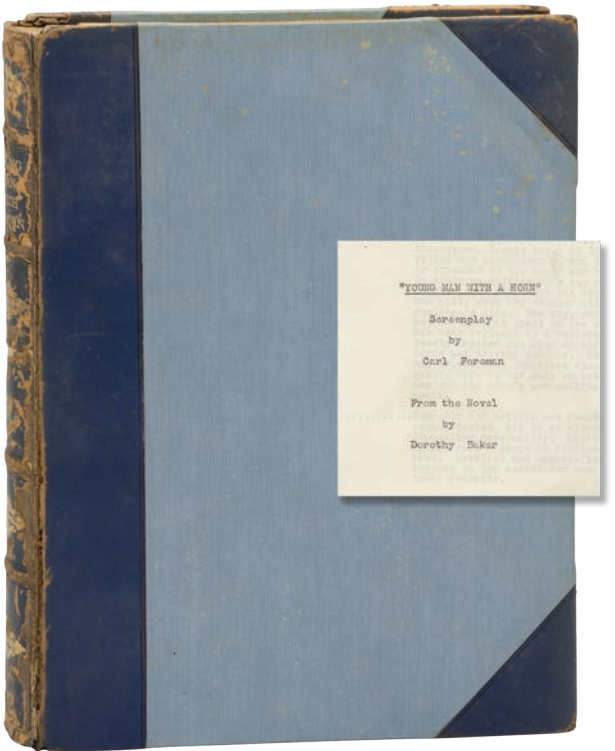 "YOUNG MAN WITH A HORN"
Screenplay
by
Carl Foreman
From the Novel
by
Dorothy Baker